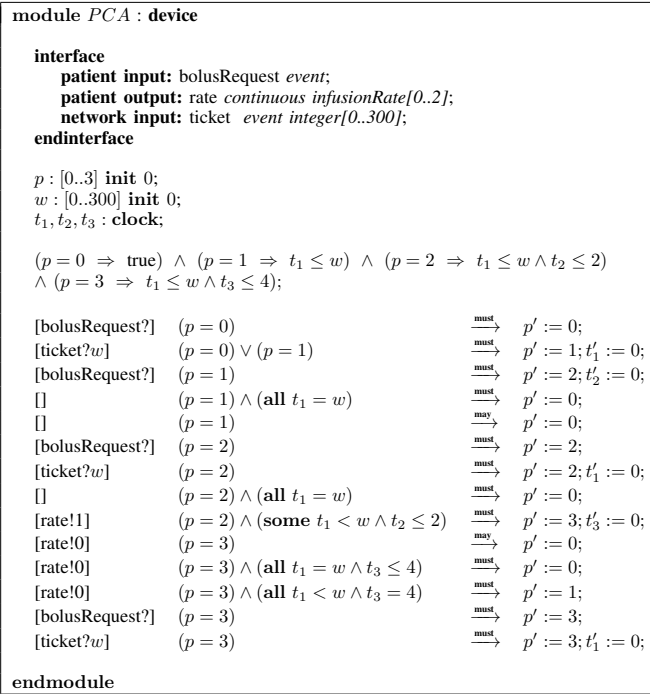 module PCA : device
interface
patient input: bolusRequest event;
patient output: rate continuous infusionRate[0..2];
network input: ticket event integer[0..300];
endinterface
p : [0..3] init 0;
w : [0..300] init 0;
t₁, t₂, t₃ : clock;
(p = 0 ⇒ true) ∧ (p = 1 ⇒ t₁ ≤ w) ∧ (p = 2 ⇒ t₁ ≤ w ∧ t₂ ≤ 2)
∧ (p = 3 ⇒ t₁ ≤ w ∧ t₃ ≤ 4);
[bolusRequest?] (p = 0) —must→ p′ := 0;
[ticket?w] (p = 0) ∨ (p = 1) —must→ p′ := 1; t′₁ := 0;
[bolusRequest?] (p = 1) —must→ p′ := 2; t′₂ := 0;
[] (p = 1) ∧ (all t₁ = w) —must→ p′ := 0;
[] (p = 1) —may→ p′ := 0;
[bolusRequest?] (p = 2) —must→ p′ := 2;
[ticket?w] (p = 2) —must→ p′ := 2; t′₁ := 0;
[] (p = 2) ∧ (all t₁ = w) —must→ p′ := 0;
[rate!1] (p = 2) ∧ (some t₁ < w ∧ t₂ ≤ 2) —must→ p′ := 3; t′₃ := 0;
[rate!0] (p = 3) —may→ p′ := 0;
[rate!0] (p = 3) ∧ (all t₁ = w ∧ t₃ ≤ 4) —must→ p′ := 0;
[rate!0] (p = 3) ∧ (all t₁ < w ∧ t₃ = 4) —must→ p′ := 1;
[bolusRequest?] (p = 3) —must→ p′ := 3;
[ticket?w] (p = 3) —must→ p′ := 3; t′₁ := 0;
endmodule